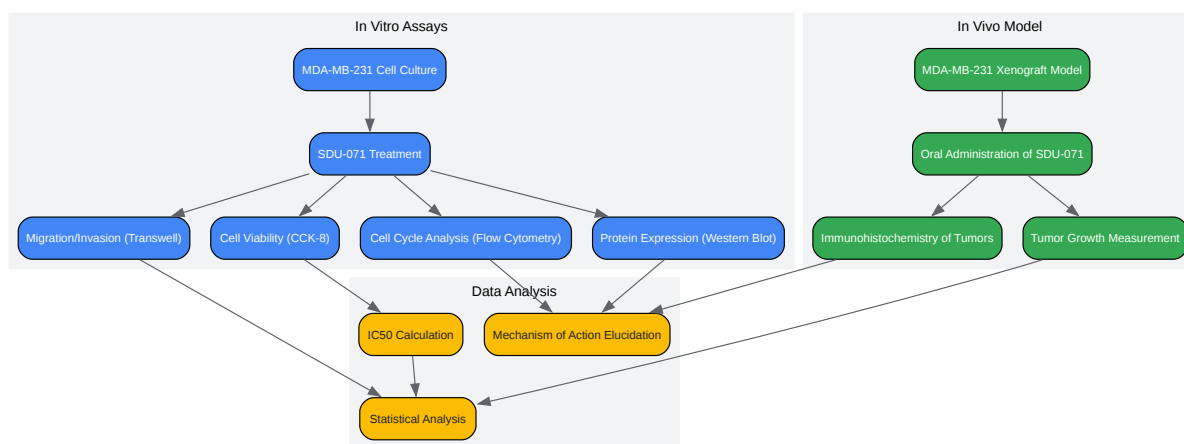 In Vitro Assays
In Vivo Model
MDA-MB-231 Cell Culture
MDA-MB-231 Xenograft Model
SDU-071 Treatment
Oral Administration of SDU-071
Migration/Invasion (Transwell)
Cell Viability (CCK-8)
Cell Cycle Analysis (Flow Cytometry)
Protein Expression (Western Blot)
Immunohistochemistry of Tumors
Tumor Growth Measurement
Data Analysis
IC50 Calculation
Mechanism of Action Elucidation
Statistical Analysis